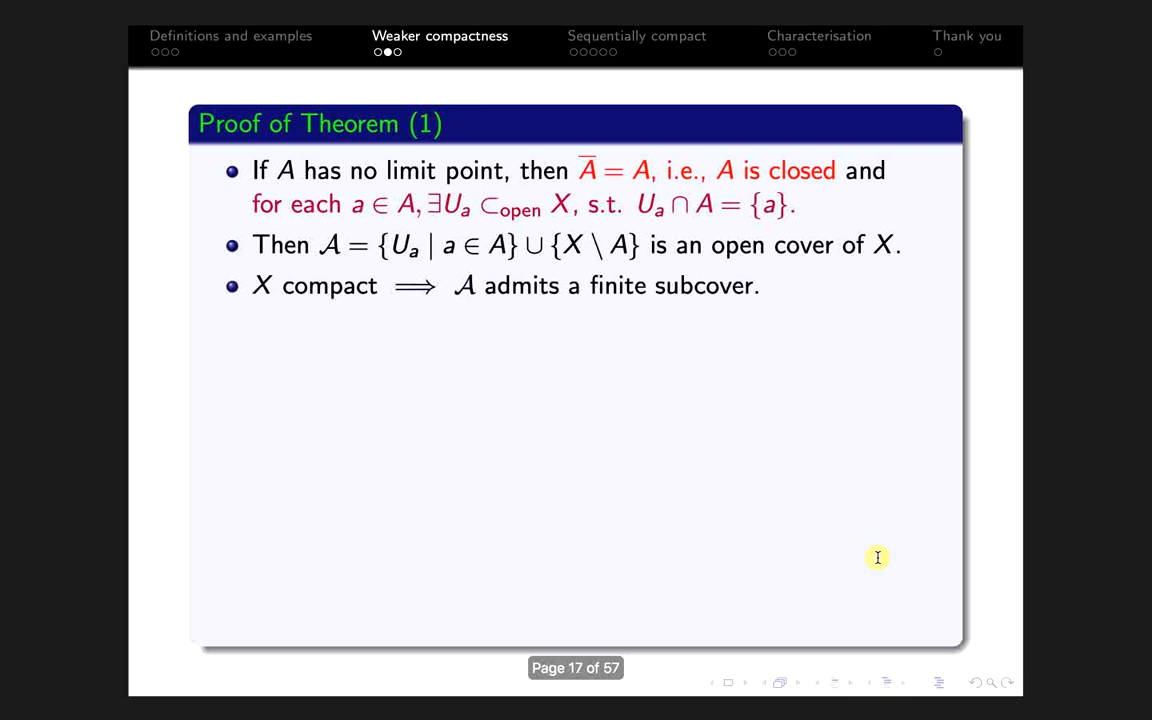 Definitions and examples Weaker compactness Sequentially compact Characterisation Thank you
Proof of Theorem (1)
If A has no limit point, then A̅ = A, i.e., A is closed and
for each a ∈ A, ∃U_a ⊂_open X, s.t. U_a ∩ A = {a}.
Then 𝒜 = {U_a | a ∈ A} ∪ {X \ A} is an open cover of X.
X compact ⟹ 𝒜 admits a finite subcover.
Page 17 of 57